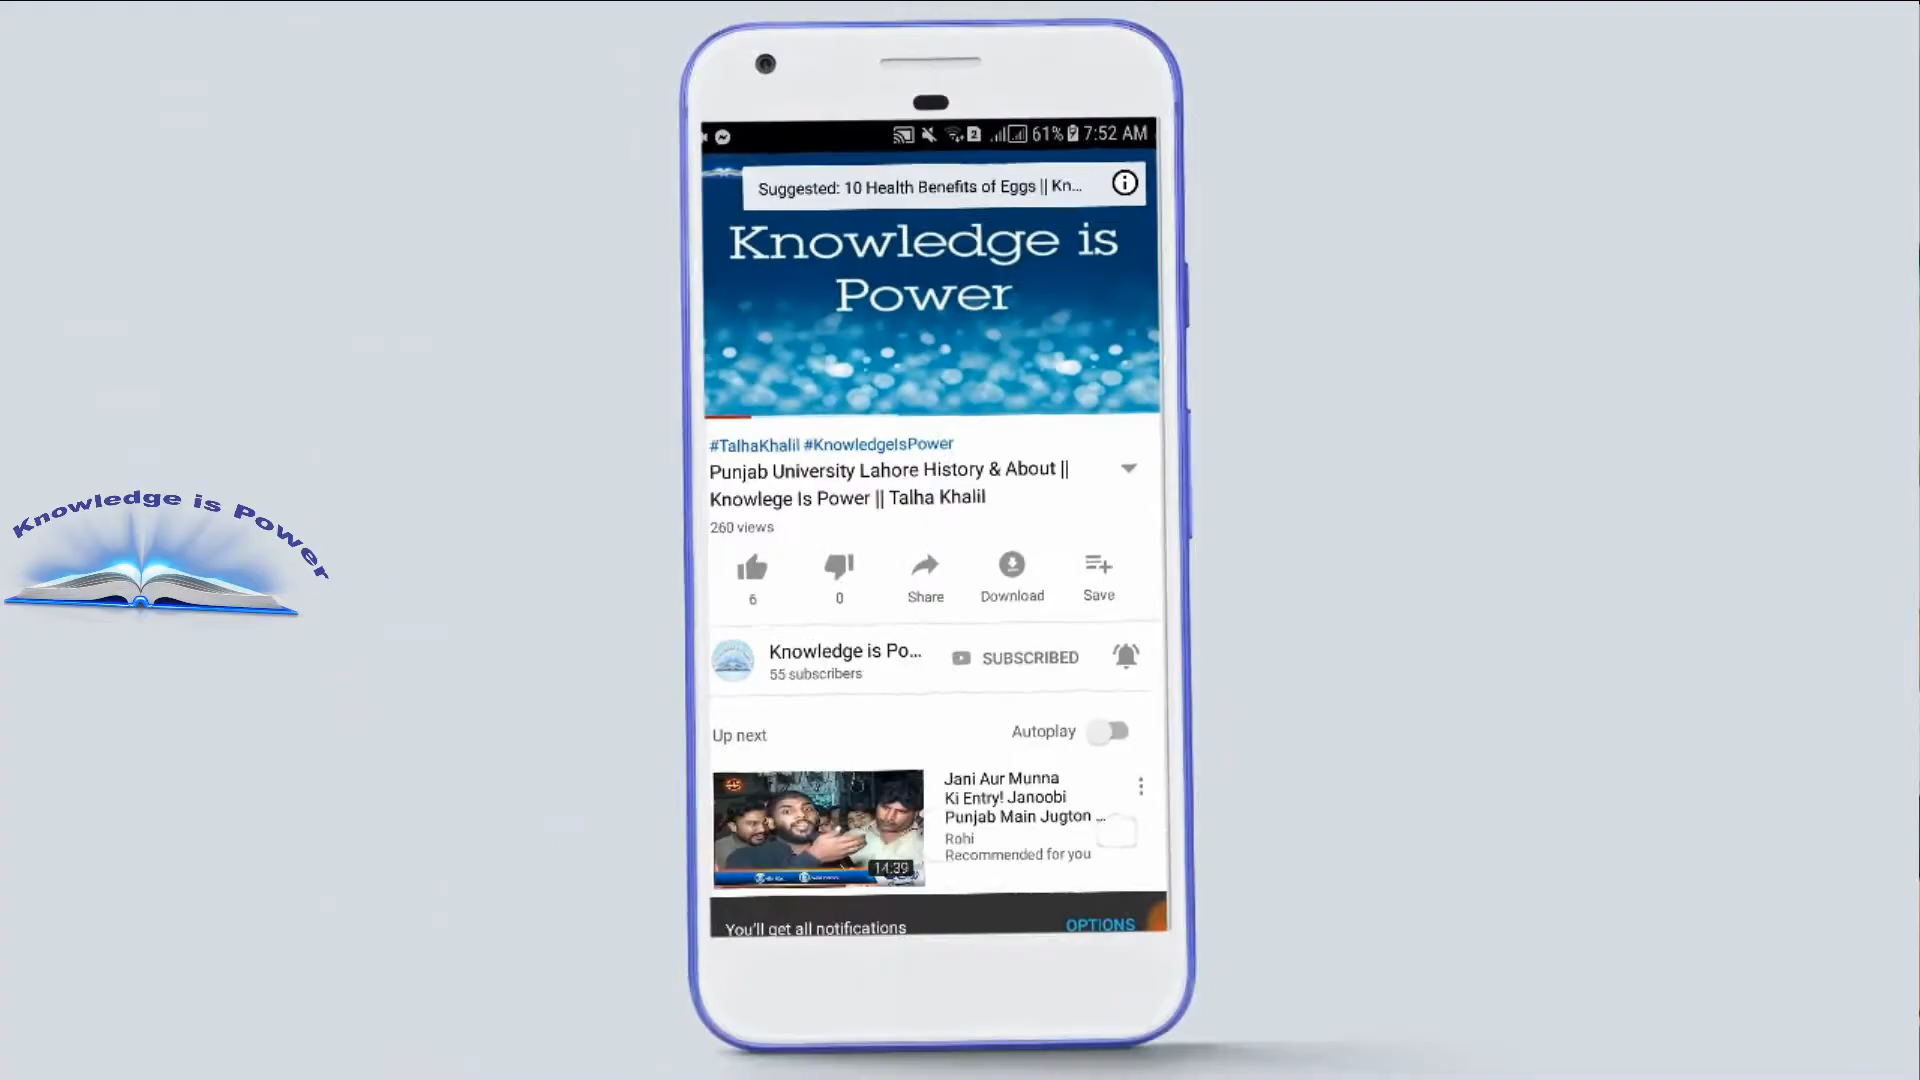 61% 7:52 AM
Suggested: 10 Health Benefits of Eggs || Kn...
Knowledge is
Power
#TalhaKhalil #KnowledgeIsPower
Punjab University Lahore History & About ||
Knowlege Is Power || Talha Khalil
260 views
6 0 Share Download Save
Knowledge is Po... SUBSCRIBED
55 subscribers
Up next Autoplay
Jani Aur Munna
Ki Entry! Janoobi
Punjab Main Jugton ...
Rohi
Recommended for you
14:39
You'll get all notifications OPTIONS
Knowledge is Power